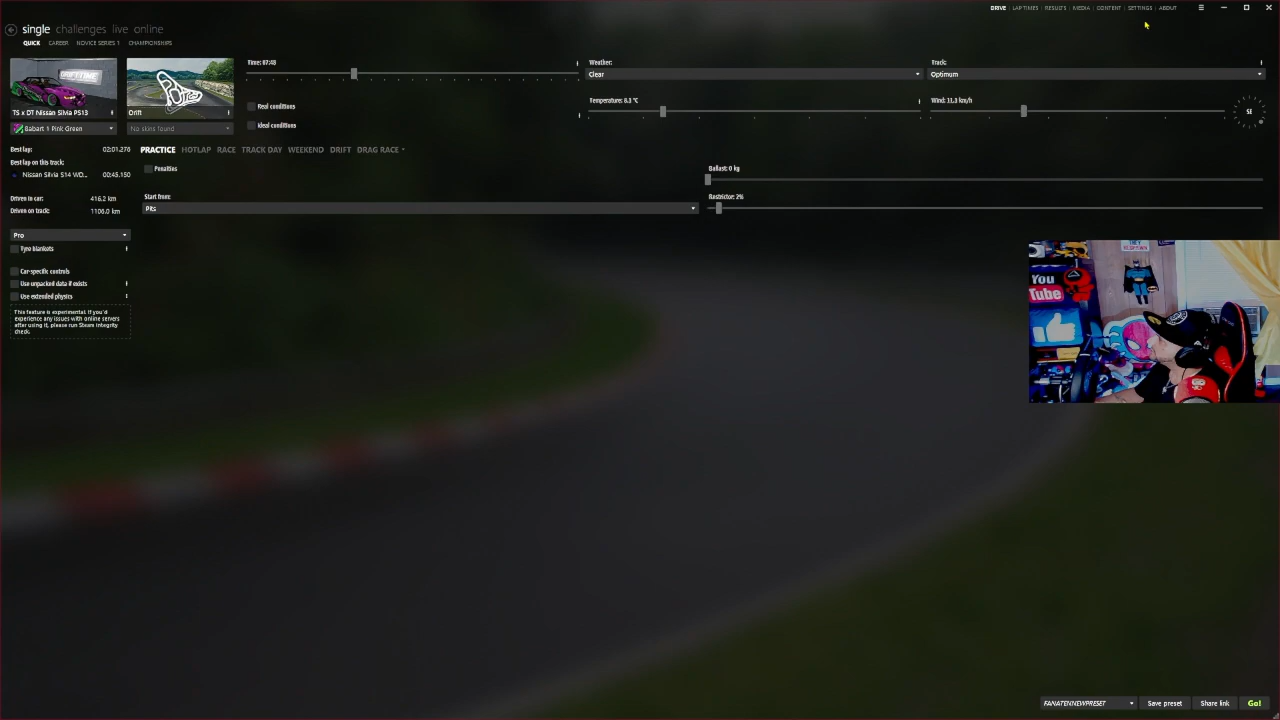 DRIVE | LAP TIMES | RESULTS | MEDIA | CONTENT | SETTINGS | ABOUT
single challenges live online
QUICK CAREER NOVICE SERIES 1 CHAMPIONSHIPS
TS x DT Nissan Silvia PS13
Drift
Babart 1 Pink Green
No skins found
Time: 07:48
Weather:
Clear
Track:
Optimum
Real conditions
Ideal conditions
Temperature: 8.3 °C
Wind: 11.3 km/h
SE
Best lap: 02:01.276
Best lap on this track:
Nissan Silvia S14 WD... 00:45.150
Driven in car: 416.2 km
Driven on track: 1106.0 km
Pro
Tyre blankets
Car-specific controls
Use unpacked data if exists
Use extended physics
This feature is experimental. If you'd
experience any issues with online servers
after using it, please run Steam integrity
check.
PRACTICE HOTLAP RACE TRACK DAY WEEKEND DRIFT DRAG RACE
Penalties
Start from:
Pits
Ballast: 0 kg
Restrictor: 2%
THEY
RESPAWN
You
Tube
FANATENNEWPRESET
Save preset
Share link
Go!